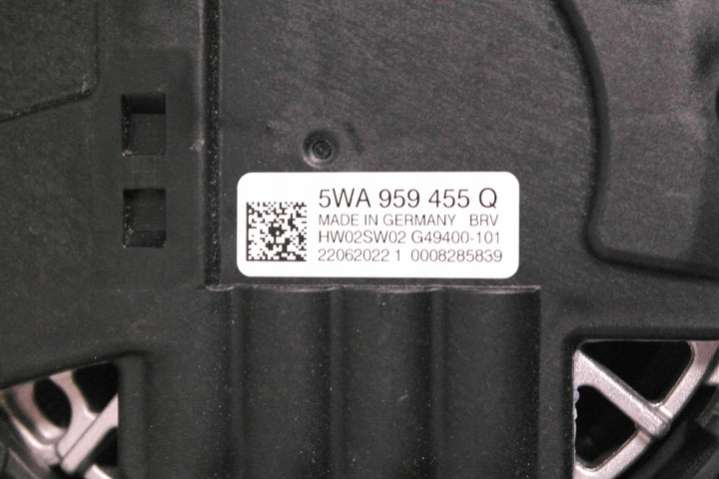 5WA 959 455 Q
MADE IN GERMANY BRV
HW02SW02 G49400-101
22062022 1 0008285839